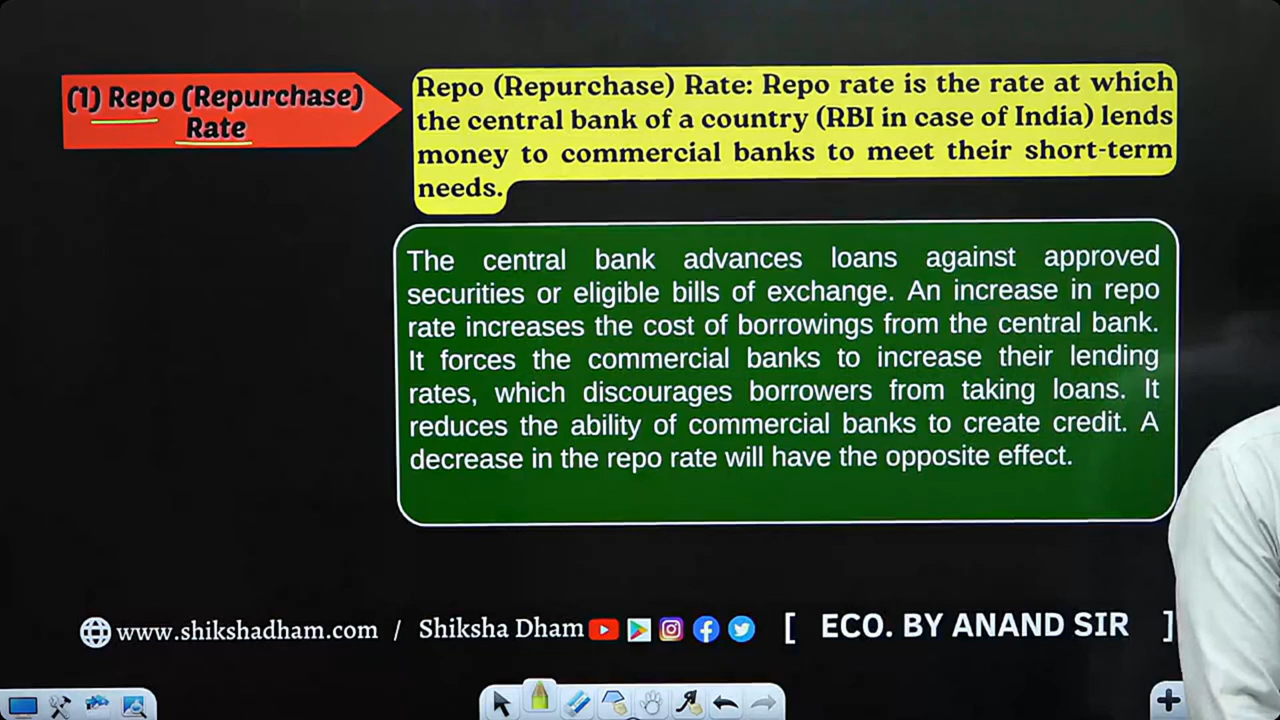 (1) Repo (Repurchase)
Rate
Repo (Repurchase) Rate: Repo rate is the rate at which
the central bank of a country (RBI in case of India) lends
money to commercial banks to meet their short-term
needs.
The central bank advances loans against approved
securities or eligible bills of exchange. An increase in repo
rate increases the cost of borrowings from the central bank.
It forces the commercial banks to increase their lending
rates, which discourages borrowers from taking loans. It
reduces the ability of commercial banks to create credit. A
decrease in the repo rate will have the opposite effect.
www.shikshadham.com / Shiksha Dham [ ECO. BY ANAND SIR ]